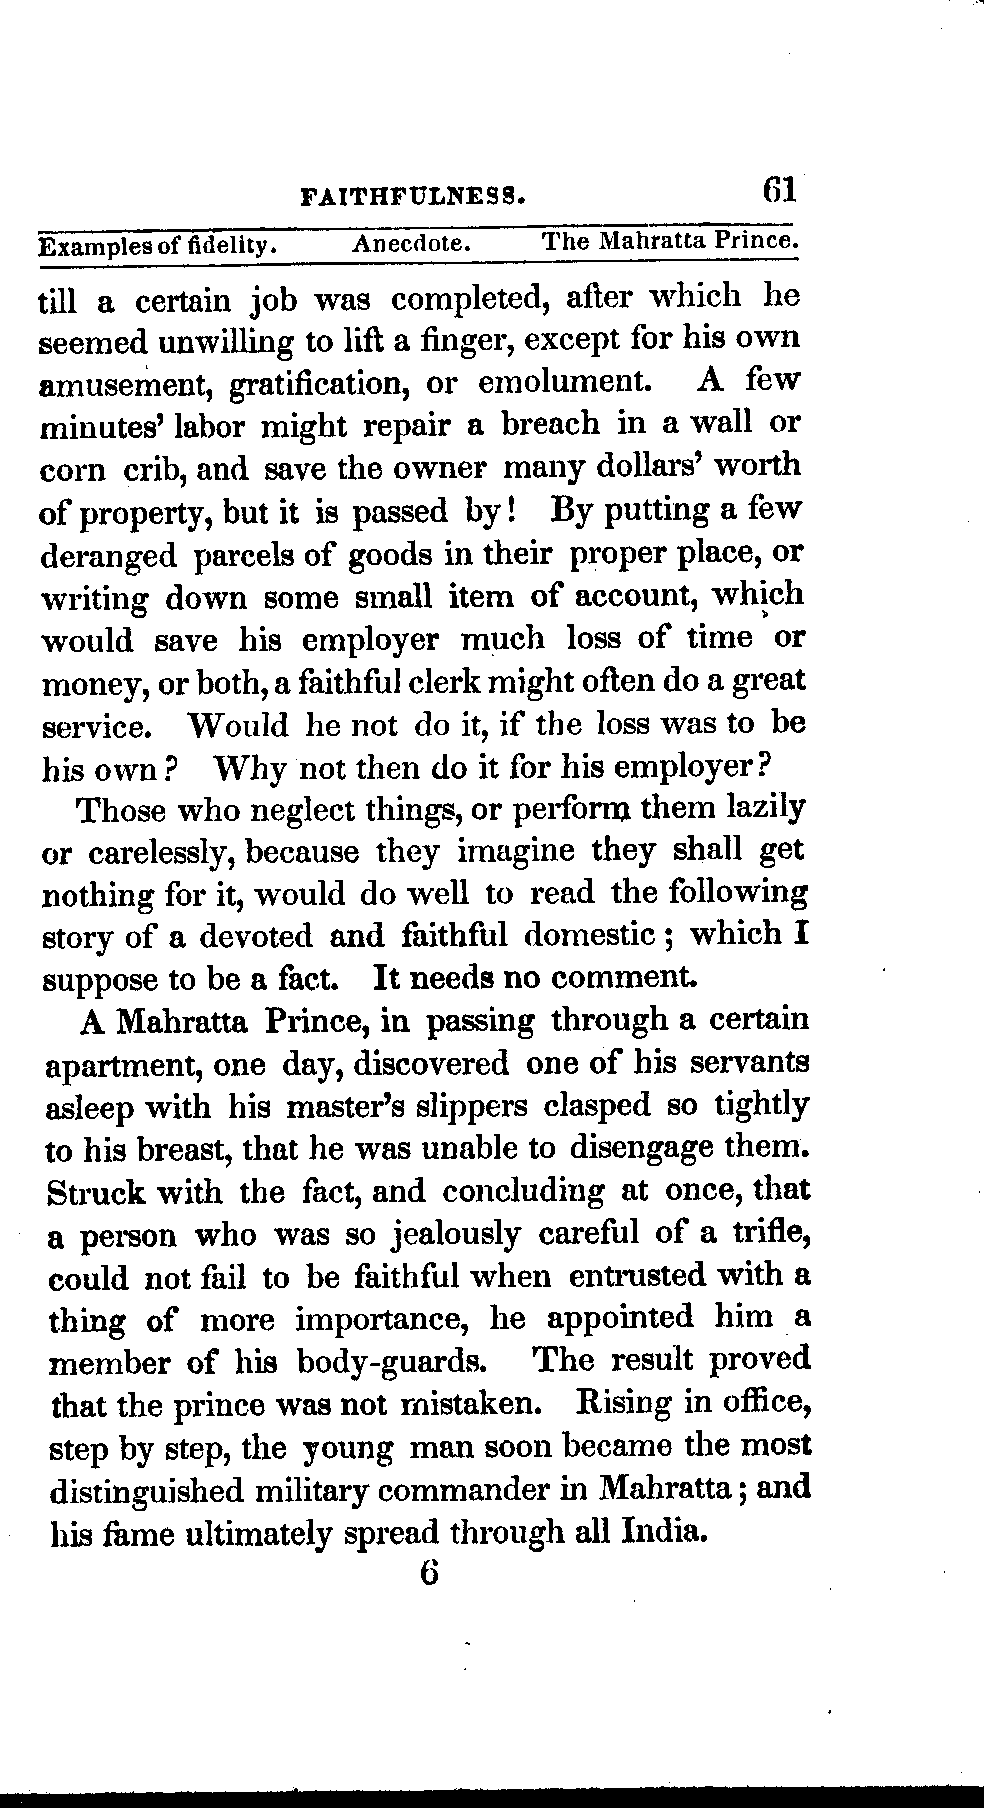 FAITHFULNESS. 61
Examples of fidelity. Anecdote. The Mahratta Prince.
till a certain job was completed, after which he
seemed unwilling to lift a finger, except for his own
amusement, gratification, or emolument. A few
minutes' labor might repair a breach in a wall or
corn crib, and save the owner many dollars' worth
of property, but it is passed by! By putting a few
deranged parcels of goods in their proper place, or
writing down some small item of account, which
would save his employer much loss of time or
money, or both, a faithful clerk might often do a great
service. Would he not do it, if the loss was to be
his own? Why not then do it for his employer?
Those who neglect things, or perform them lazily
or carelessly, because they imagine they shall get
nothing for it, would do well to read the following
story of a devoted and faithful domestic; which I
suppose to be a fact. It needs no comment.
A Mahratta Prince, in passing through a certain
apartment, one day, discovered one of his servants
asleep with his master's slippers clasped so tightly
to his breast, that he was unable to disengage them.
Struck with the fact, and concluding at once, that
a person who was so jealously careful of a trifle,
could not fail to be faithful when entrusted with a
thing of more importance, he appointed him a
member of his body-guards. The result proved
that the prince was not mistaken. Rising in office,
step by step, the young man soon became the most
distinguished military commander in Mahratta; and
his fame ultimately spread through all India.
6